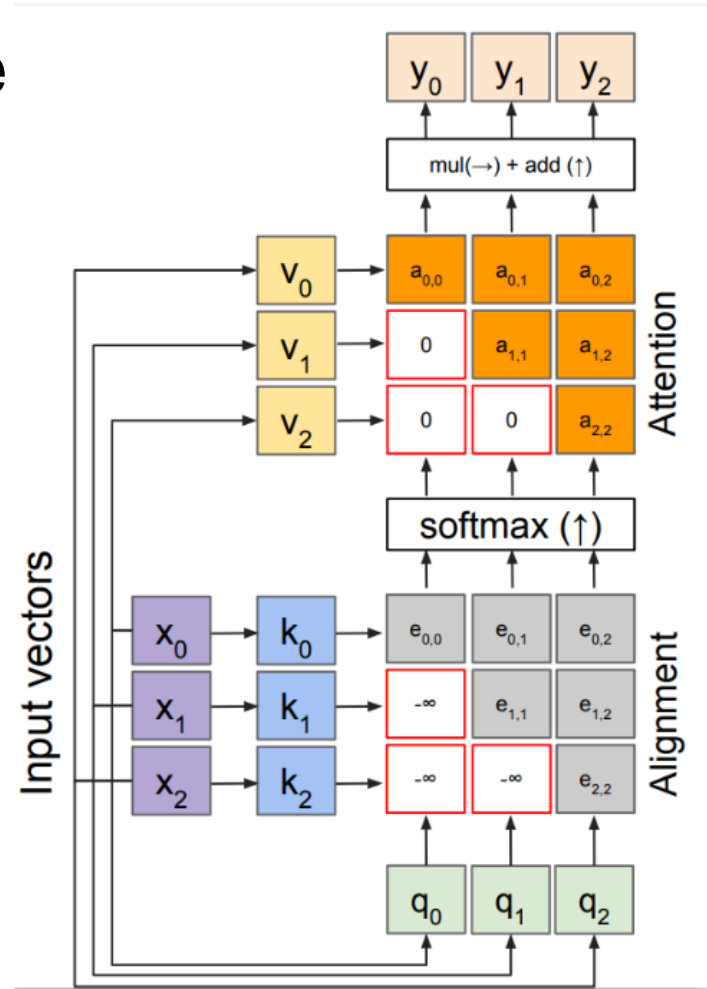 e
y0 y1 y2
mul(→) + add (↑)
v0 a0,0 a0,1 a0,2
v1 0 a1,1 a1,2
v2 0 0 a2,2
Attention
softmax (↑)
Input vectors
x0 k0 e0,0 e0,1 e0,2
x1 k1 -∞ e1,1 e1,2
x2 k2 -∞ -∞ e2,2
Alignment
q0 q1 q2